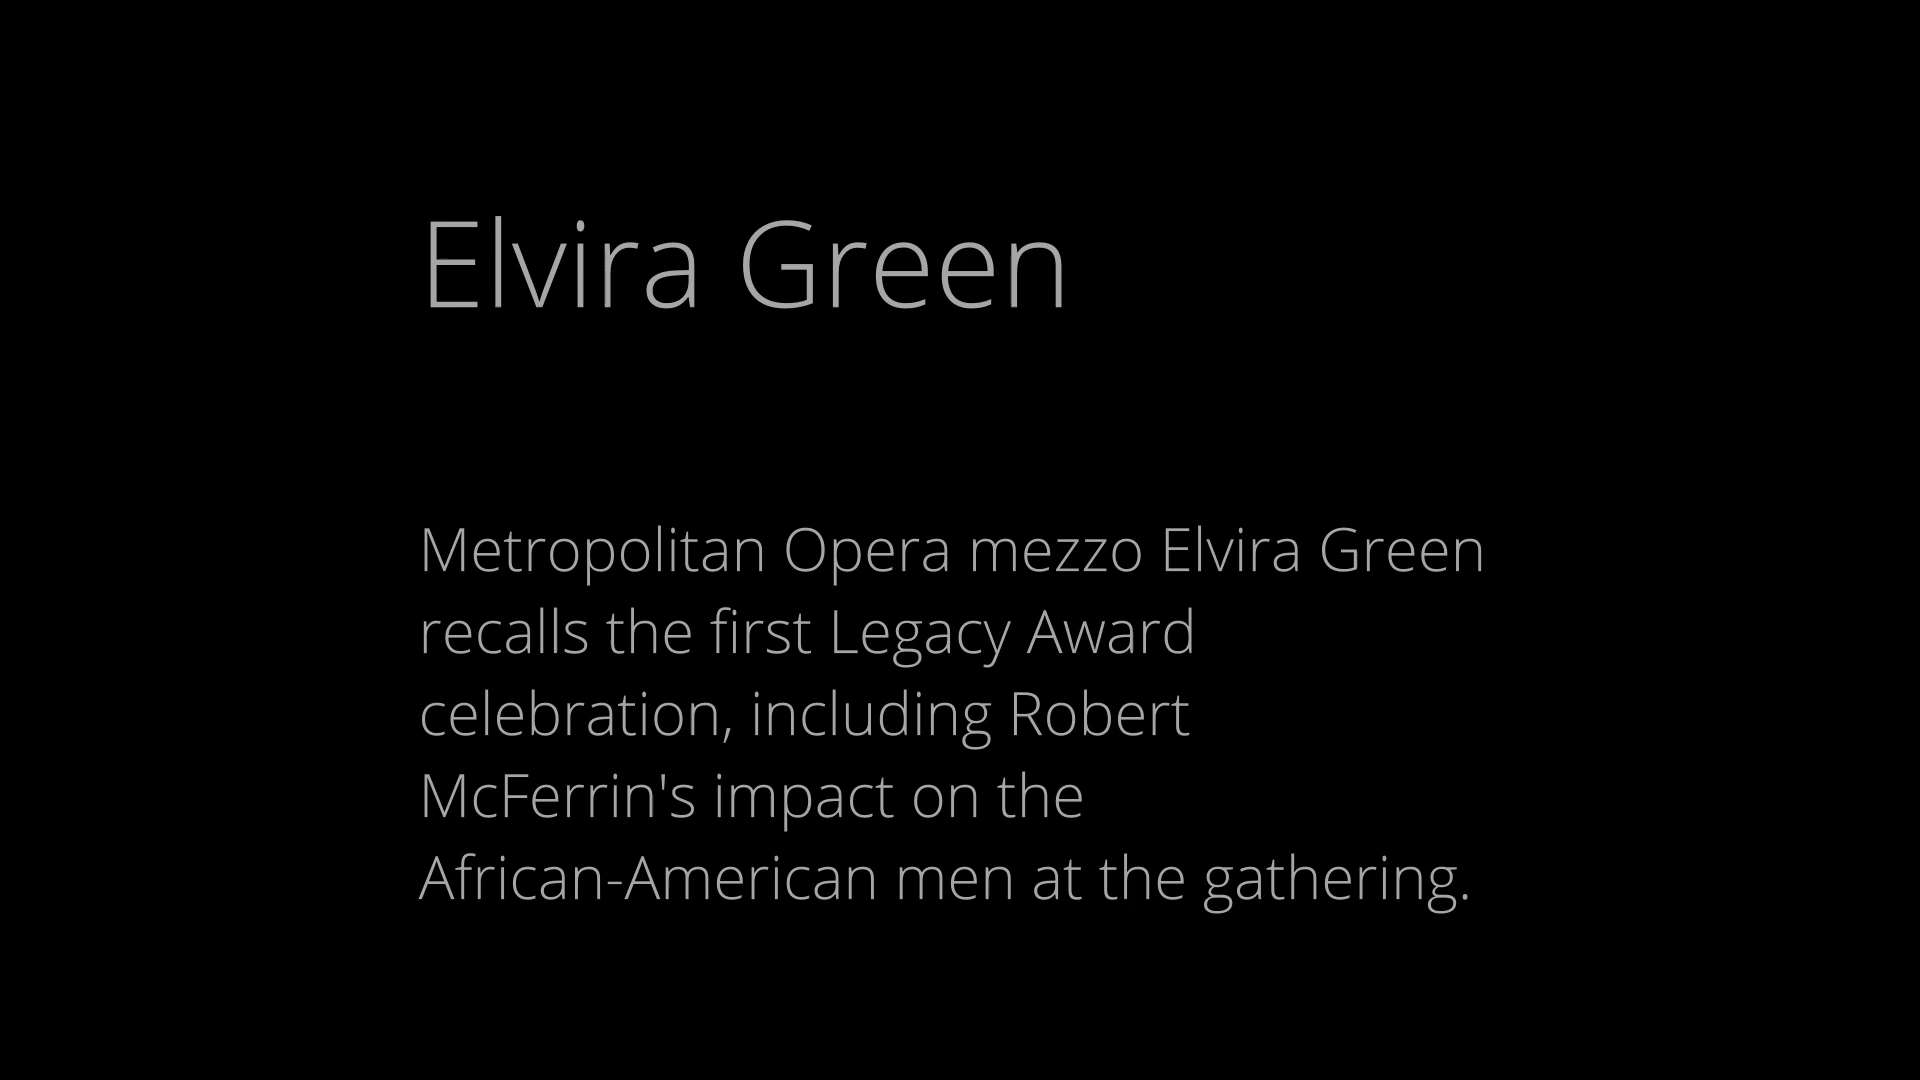 Elvira Green
Metropolitan Opera mezzo Elvira Green
recalls the first Legacy Award
celebration, including Robert
McFerrin's impact on the
African-American men at the gathering.